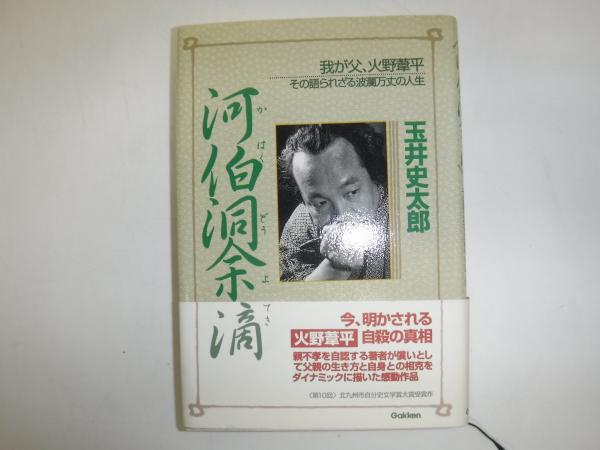 我が父、火野葦平
その語られざる波瀾万丈の人生
河伯洞余滴
かはくどうよてき
玉井史太郎
今、明かされる
火野葦平 自殺の真相
親不孝を自認する著者が償いとし
て父親の生き方と自身との相克を
ダイナミックに描いた感動作品
〈第10回〉北九州市自分史文学賞大賞受賞作
Gakken